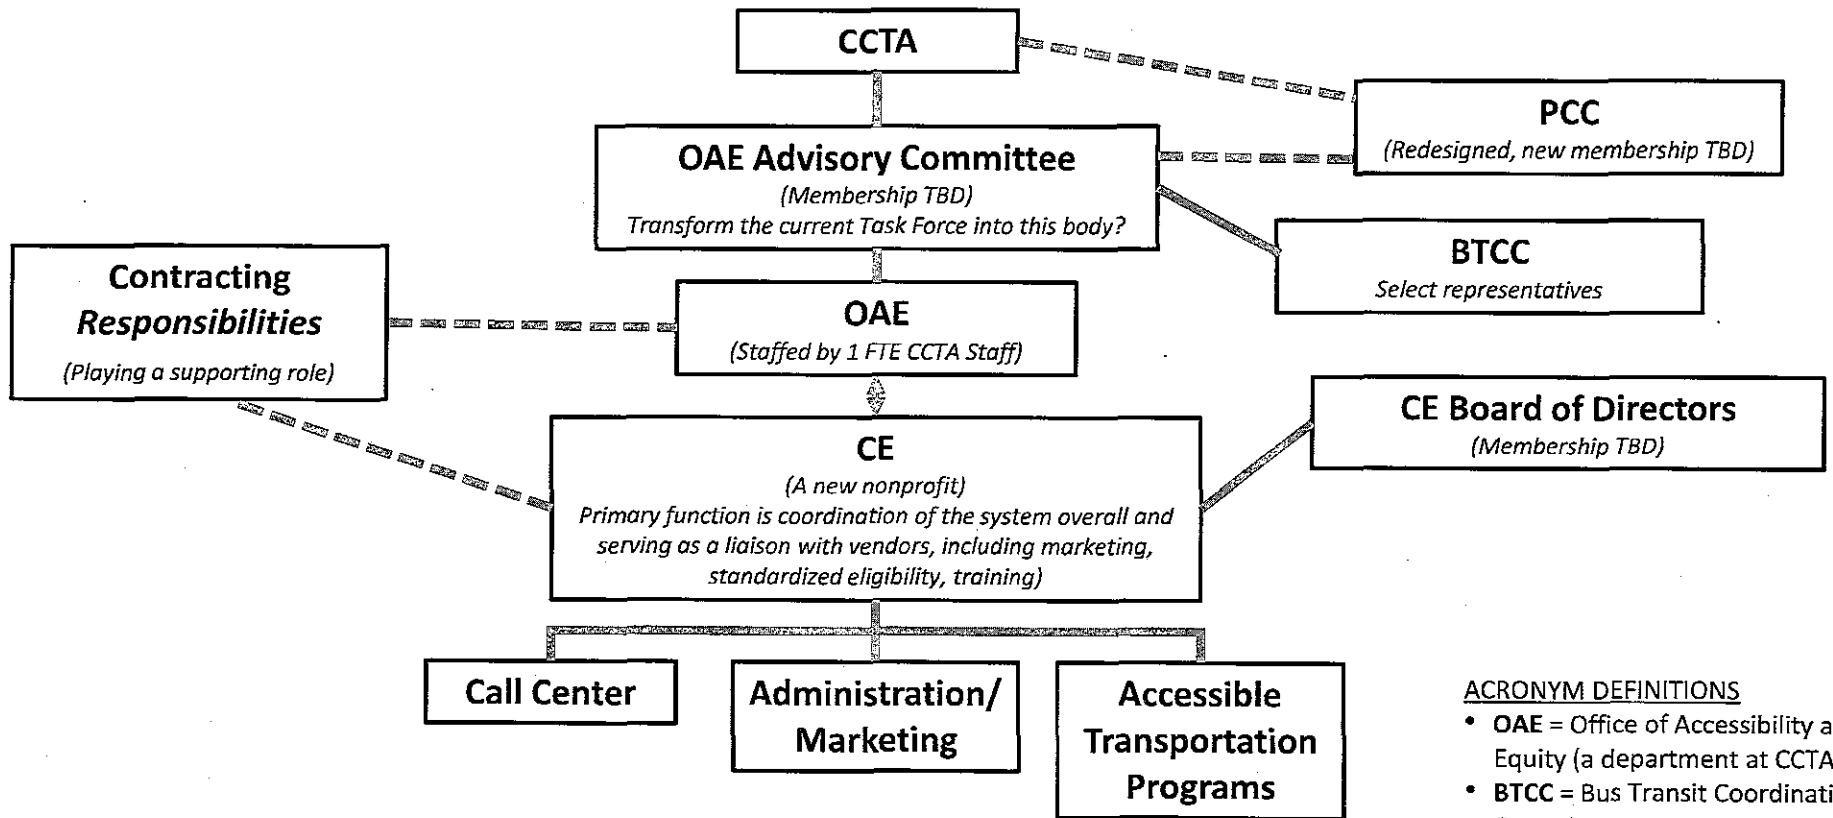 CCTA
PCC
(Redesigned, new membership TBD)
OAE Advisory Committee
(Membership TBD)
Transform the current Task Force into this body?
BTCC
Select representatives
Contracting
Responsibilities
(Playing a supporting role)
OAE
(Staffed by 1 FTE CCTA Staff)
CE Board of Directors
(Membership TBD)
CE
(A new nonprofit)
Primary function is coordination of the system overall and
serving as a liaison with vendors, including marketing,
standardized eligibility, training)
Call Center
Administration/
Marketing
Accessible
Transportation
Programs
ACRONYM DEFINITIONS
• OAE = Office of Accessibility a
Equity (a department at CCTA
• BTCC = Bus Transit Coordinati